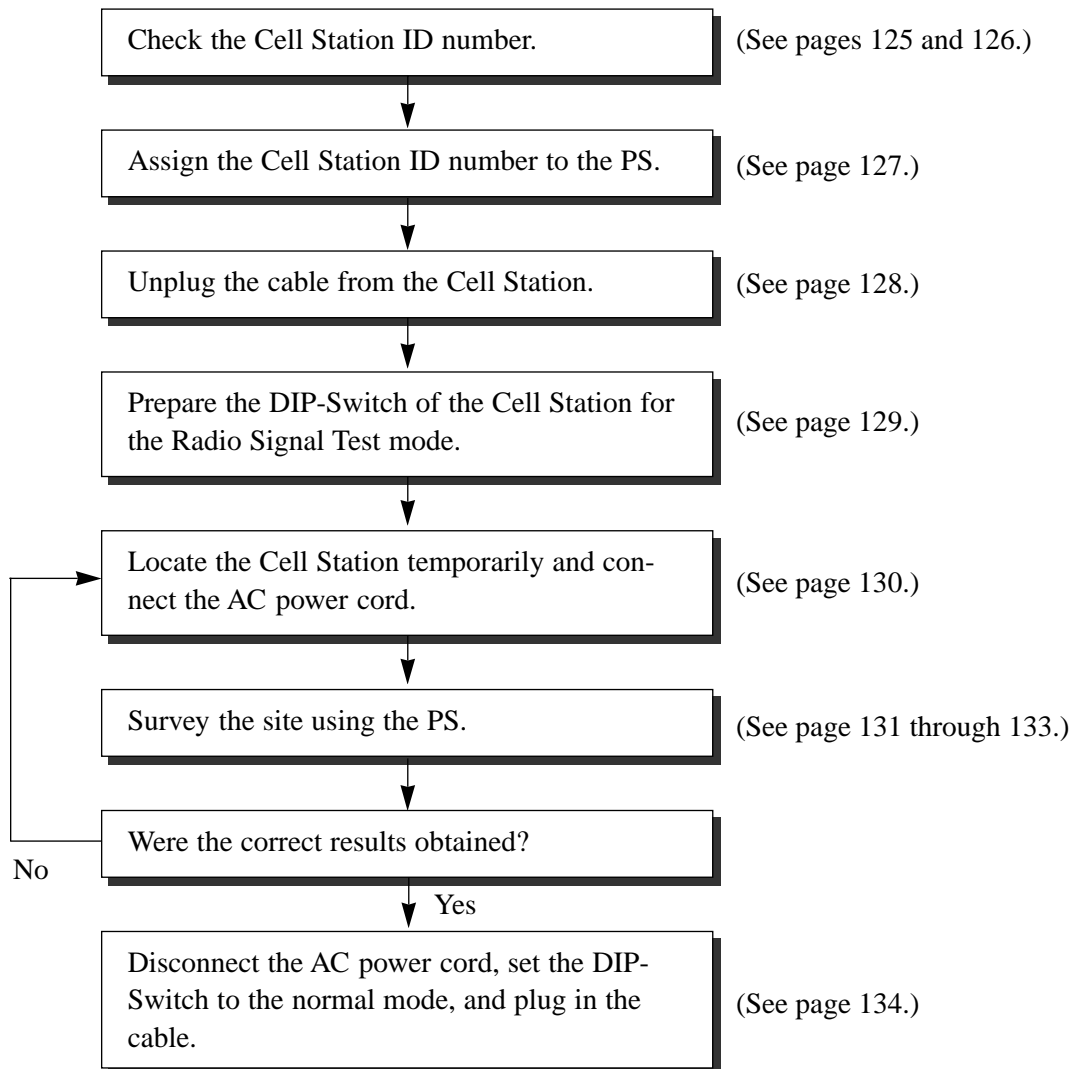 Check the Cell Station ID number.
(See pages 125 and 126.)
Assign the Cell Station ID number to the PS.
(See page 127.)
Unplug the cable from the Cell Station.
(See page 128.)
Prepare the DIP-Switch of the Cell Station for
the Radio Signal Test mode.
(See page 129.)
Locate the Cell Station temporarily and con-
nect the AC power cord.
(See page 130.)
Survey the site using the PS.
(See page 131 through 133.)
Were the correct results obtained?
No
Yes
Disconnect the AC power cord, set the DIP-
Switch to the normal mode, and plug in the
cable.
(See page 134.)